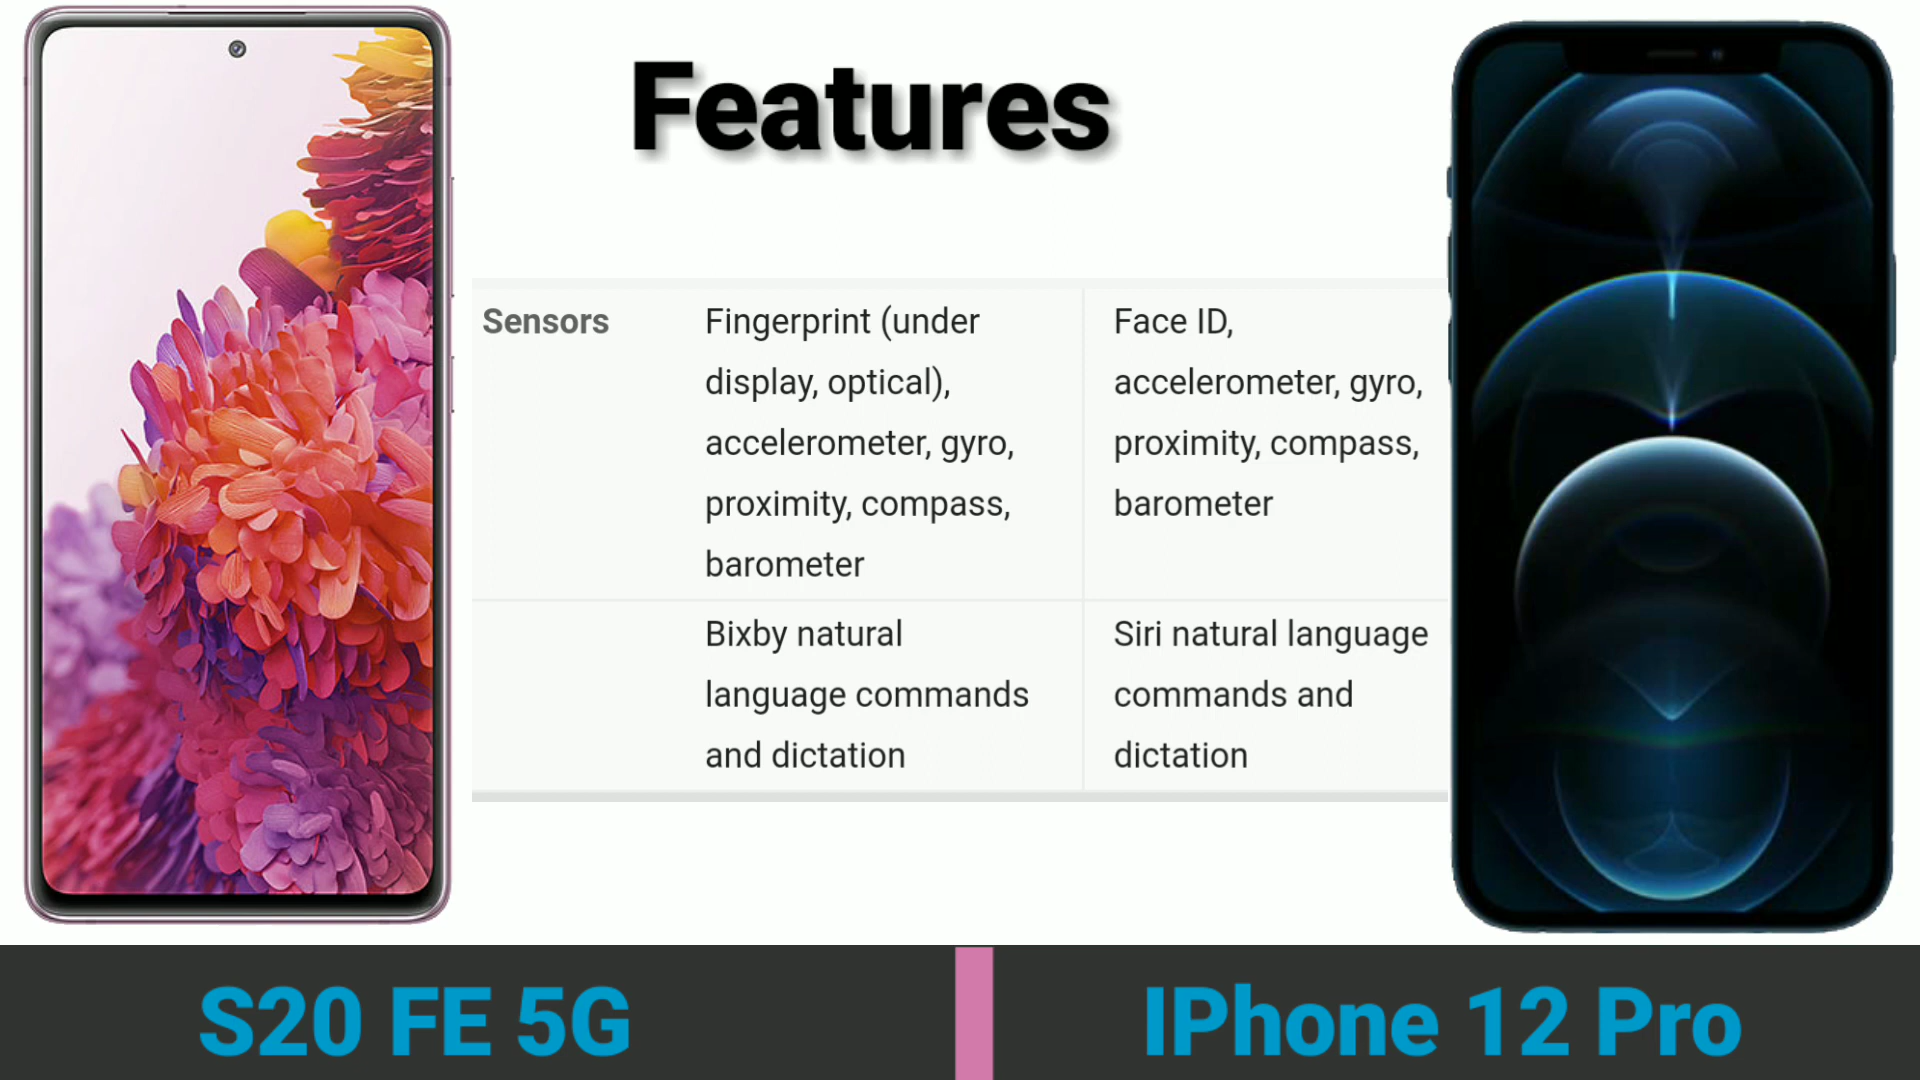 Features
Sensors
Fingerprint (under
display, optical),
accelerometer, gyro,
proximity, compass,
barometer
Face ID,
accelerometer, gyro,
proximity, compass,
barometer
Bixby natural
language commands
and dictation
Siri natural language
commands and
dictation
S20 FE 5G
IPhone 12 Pro